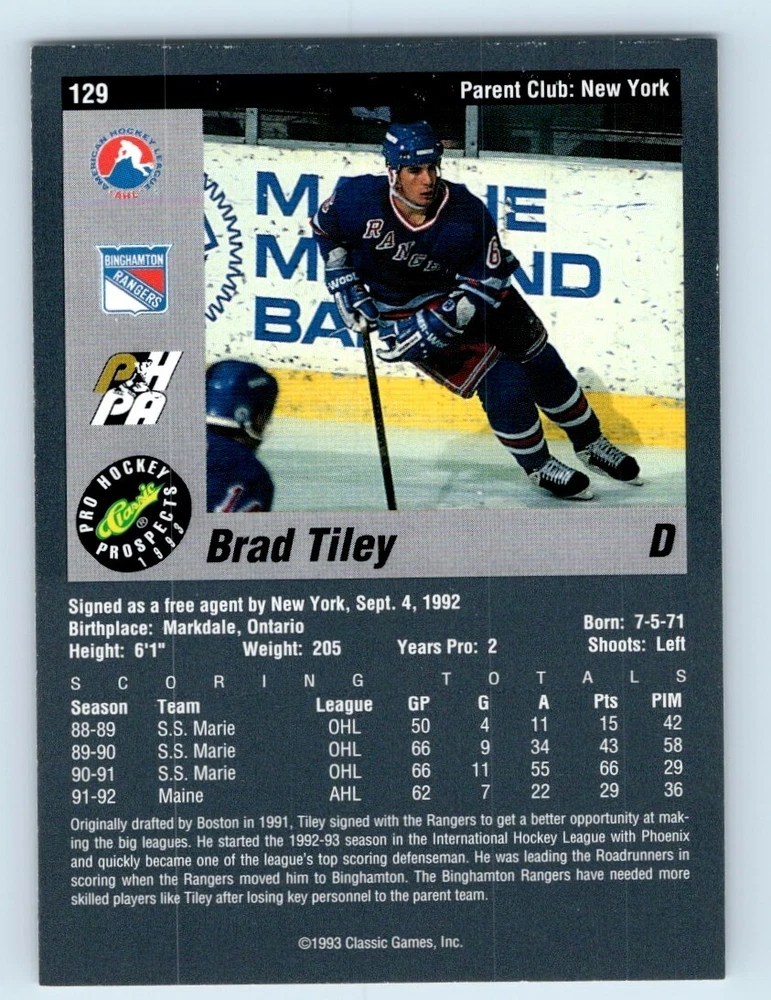 129
Parent Club: New York
AMERICAN HOCKEY LEAGUE
AHL
BINGHAMTON
RANGERS
PHPA
PRO HOCKEY
Classic®
PROSPECTS
1993
RANGE
6
WOOL
M
NE
M
ND
BA
Brad Tiley
D
Signed as a free agent by New York, Sept. 4, 1992
Birthplace: Markdale, Ontario
Born: 7-5-71
Height: 6'1" Weight: 205 Years Pro: 2 Shoots: Left
SCORING TOTALS
Season Team League GP G A Pts PIM
88-89 S.S. Marie OHL 50 4 11 15 42
89-90 S.S. Marie OHL 66 9 34 43 58
90-91 S.S. Marie OHL 66 11 55 66 29
91-92 Maine AHL 62 7 22 29 36
Originally drafted by Boston in 1991, Tiley signed with the Rangers to get a better opportunity at mak-
ing the big leagues. He started the 1992-93 season in the International Hockey League with Phoenix
and quickly became one of the league's top scoring defenseman. He was leading the Roadrunners in
scoring when the Rangers moved him to Binghamton. The Binghamton Rangers have needed more
skilled players like Tiley after losing key personnel to the parent team.
©1993 Classic Games, Inc.